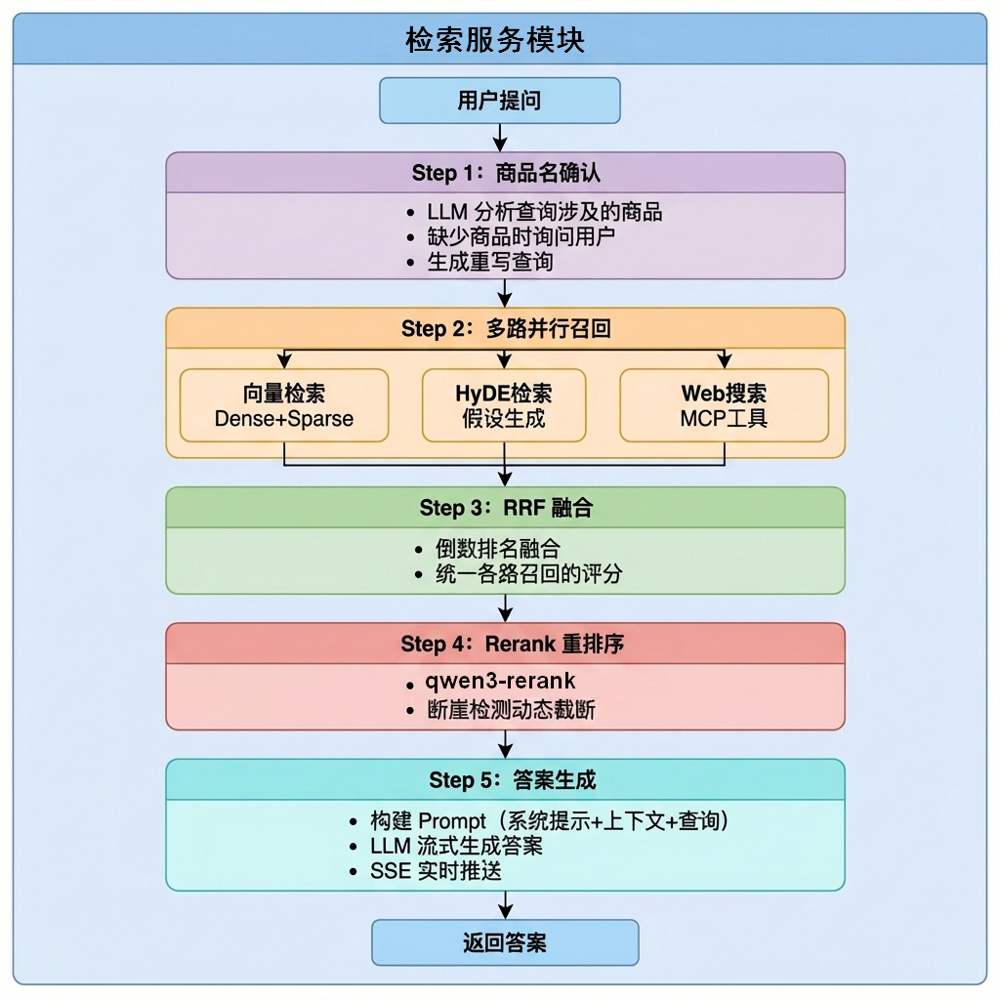 检索服务模块
用户提问
Step 1：商品名确认
• LLM 分析查询涉及的商品
• 缺少商品时询问用户
• 生成重写查询
Step 2：多路并行召回
向量检索
Dense+Sparse
HyDE检索
假设生成
Web搜索
MCP工具
Step 3：RRF 融合
• 倒数排名融合
• 统一各路召回的评分
Step 4：Rerank 重排序
• qwen3-rerank
• 断崖检测动态截断
Step 5：答案生成
• 构建 Prompt（系统提示+上下文+查询）
• LLM 流式生成答案
• SSE 实时推送
返回答案